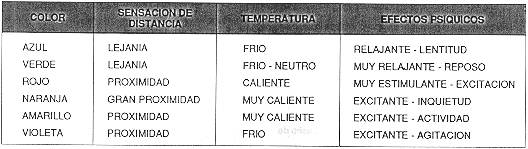 COLOR SENSACION DE DISTANCIA TEMPERATURA EFECTOS PSIQUICOS
AZUL LEJANIA FRIO RELAJANTE - LENTITUD
VERDE LEJANIA FRIO - NEUTRO MUY RELAJANTE - REPOSO
ROJO PROXIMIDAD CALIENTE MUY ESTIMULANTE - EXCITACION
NARANJA GRAN PROXIMIDAD MUY CALIENTE EXCITANTE - INQUIETUD
AMARILLO PROXIMIDAD MUY CALIENTE EXCITANTE - ACTIVIDAD
VIOLETA PROXIMIDAD FRIO EXCITANTE - AGITACION